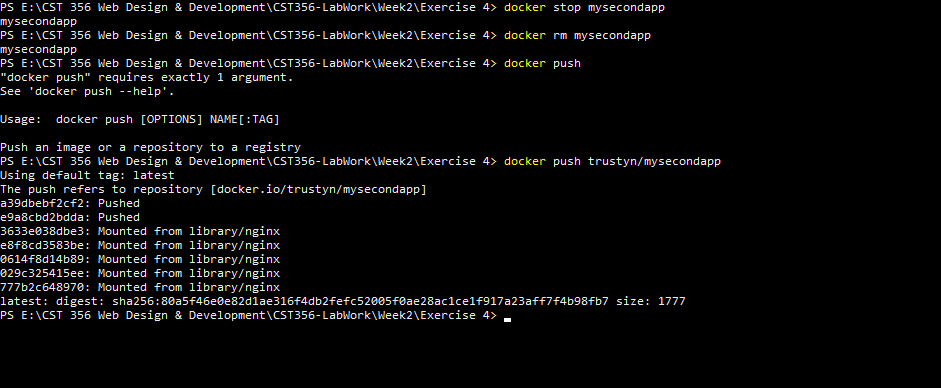 PS E:\CST 356 Web Design & Development\CST356-LabWork\Week2\Exercise 4> docker stop mysecondapp
mysecondapp
PS E:\CST 356 Web Design & Development\CST356-LabWork\Week2\Exercise 4> docker rm mysecondapp
mysecondapp
PS E:\CST 356 Web Design & Development\CST356-LabWork\Week2\Exercise 4> docker push
"docker push" requires exactly 1 argument.
See 'docker push --help'.

Usage:  docker push [OPTIONS] NAME[:TAG]

Push an image or a repository to a registry
PS E:\CST 356 Web Design & Development\CST356-LabWork\Week2\Exercise 4> docker push trustyn/mysecondapp
Using default tag: latest
The push refers to repository [docker.io/trustyn/mysecondapp]
a39dbebf2cf2: Pushed
e9a8cbd2bdda: Pushed
3633e038dbe3: Mounted from library/nginx
e8f8cd3583be: Mounted from library/nginx
0614f8d14b89: Mounted from library/nginx
029c325415ee: Mounted from library/nginx
777b2c648970: Mounted from library/nginx
latest: digest: sha256:80a5f46e0e82d1ae316f4db2fefc52005f0ae28ac1ce1f917a23aff7f4b98fb7 size: 1777
PS E:\CST 356 Web Design & Development\CST356-LabWork\Week2\Exercise 4>